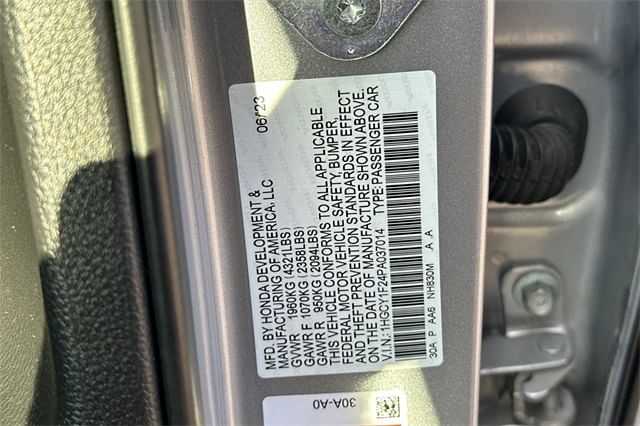 MFD. BY HONDA DEVELOPMENT & 06/23
MANUFACTURING OF AMERICA, LLC
GVWR 1960KG (4321LBS)
GAWR F 1070KG (2358LBS)
GAWR R 950KG (2094LBS)
THIS VEHICLE CONFORMS TO ALL APPLICABLE
FEDERAL MOTOR VEHICLE SAFETY, BUMPER,
AND THEFT PREVENTION STANDARDS IN EFFECT
ON THE DATE OF MANUFACTURE SHOWN ABOVE.
V.I.N.: 1HGCY1F24PA037014 TYPE: PASSENGER CAR
30A P AA6 NH830M A A
30A-A0